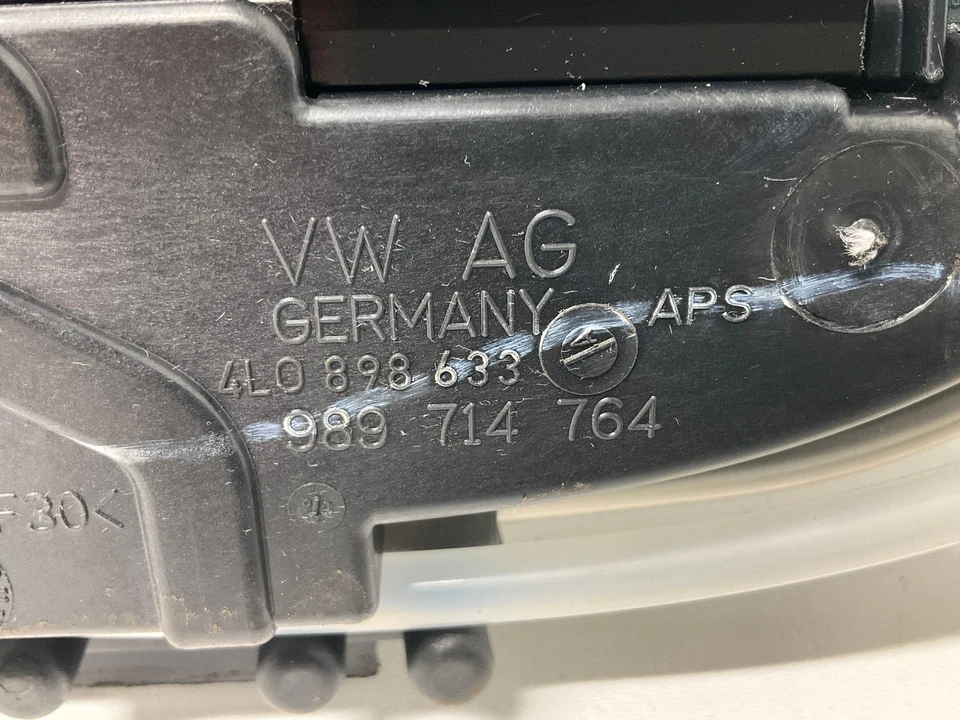 VW AG
GERMANY
APS
4L0 898 633
989 714 764
F30<